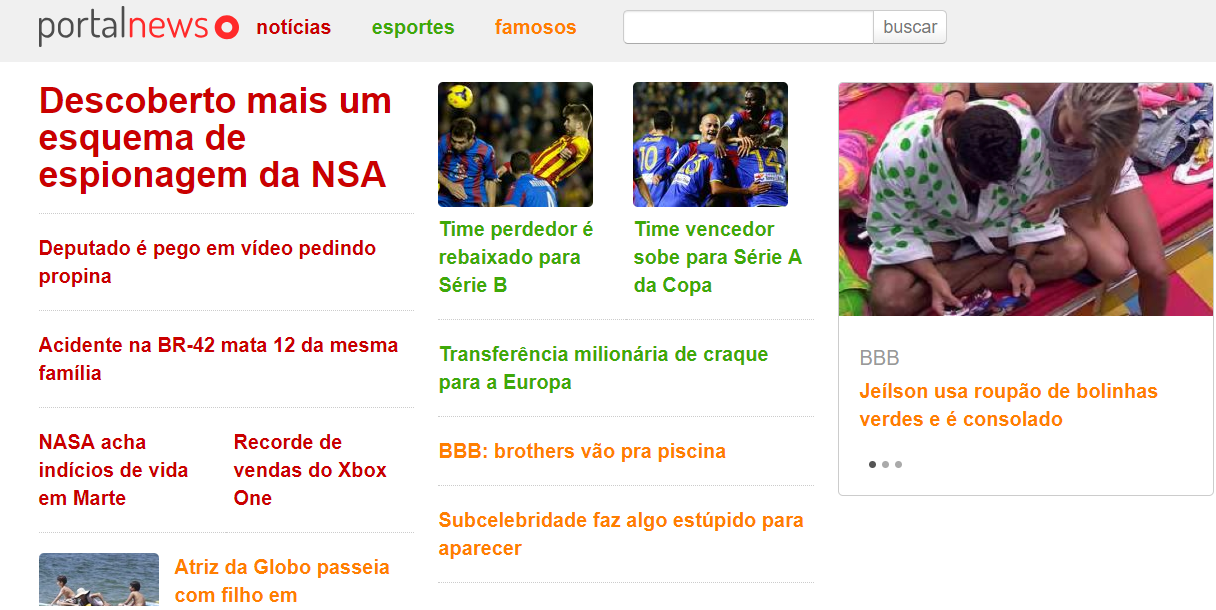 portalnews
notícias esportes famosos
buscar
Descoberto mais um
esquema de
espionagem da NSA
Deputado é pego em vídeo pedindo
propina
Acidente na BR-42 mata 12 da mesma
família
NASA acha
indícios de vida
em Marte
Recorde de
vendas do Xbox
One
Atriz da Globo passeia
com filho em
Time perdedor é
rebaixado para
Série B
Time vencedor
sobe para Série A
da Copa
10
14
Transferência milionária de craque
para a Europa
BBB: brothers vão pra piscina
Subcelebridade faz algo estúpido para
aparecer
BBB
Jeílson usa roupão de bolinhas
verdes e é consolado